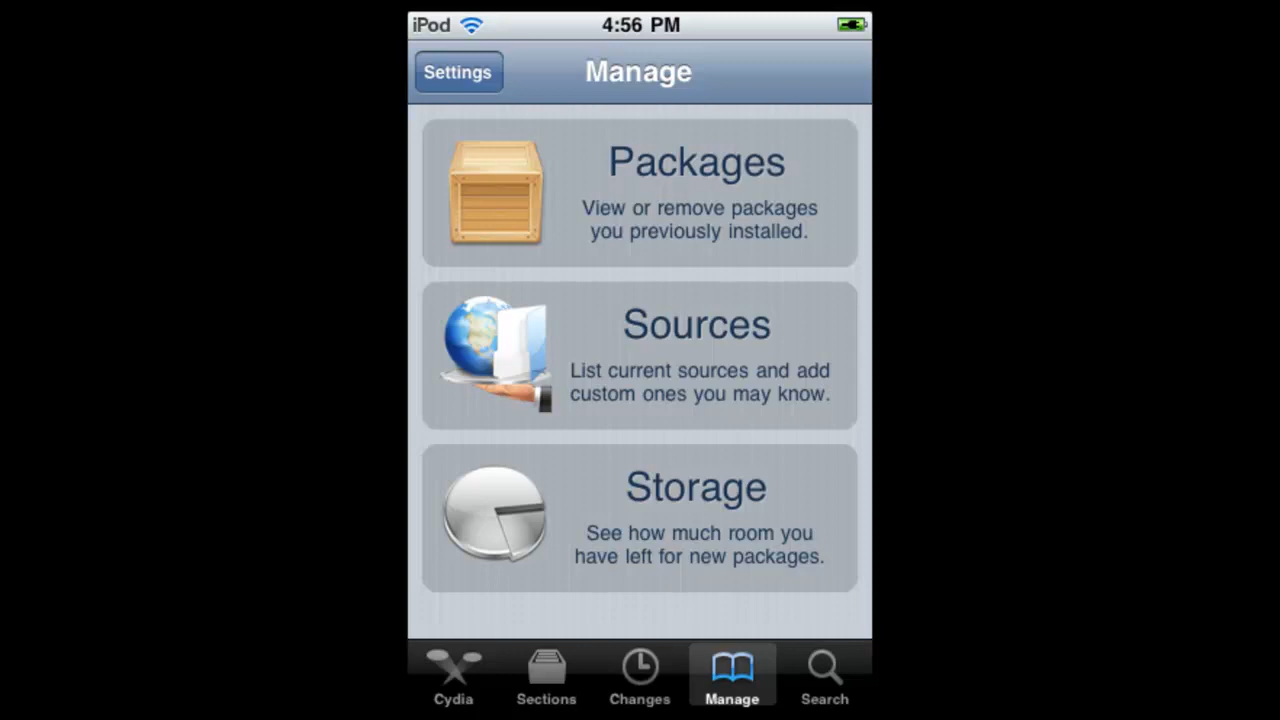 iPod 4:56 PM
Settings Manage
Packages
View or remove packages
you previously installed.
Sources
List current sources and add
custom ones you may know.
Storage
See how much room you
have left for new packages.
Cydia Sections Changes Manage Search